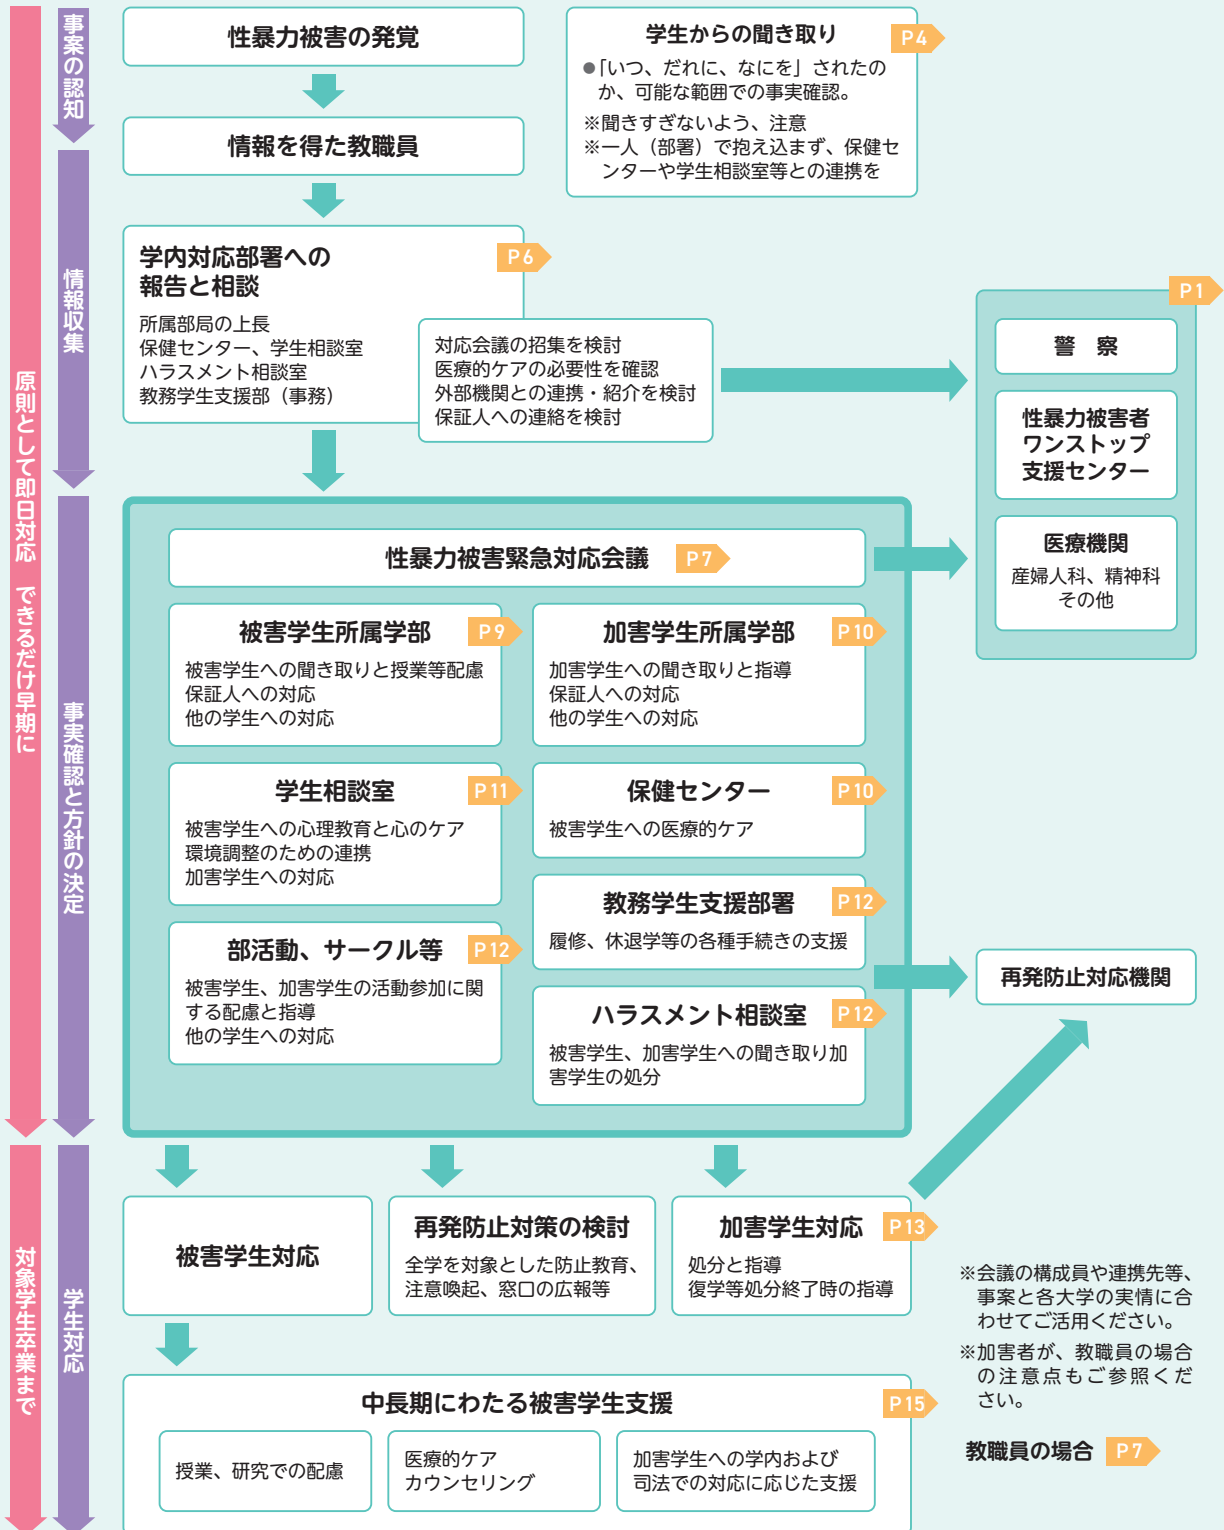 原則として即日対応　できるだけ早期に
対象学生卒業まで
事案の認知
情報収集
事実確認と方針の決定
学生対応
性暴力被害の発覚
情報を得た教職員
学生からの聞き取り
P4
●「いつ、だれに、なにを」されたの
か、可能な範囲での事実確認。
※聞きすぎないよう、注意
※一人（部署）で抱え込まず、保健セ
ンターや学生相談室等との連携を
学内対応部署への
報告と相談
P6
所属部局の上長
保健センター、学生相談室
ハラスメント相談室
教務学生支援部（事務）
対応会議の招集を検討
医療的ケアの必要性を確認
外部機関との連携・紹介を検討
保証人への連絡を検討
P1
警　察
性暴力被害者
ワンストップ
支援センター
医療機関
産婦人科、精神科
その他
性暴力被害緊急対応会議
P7
被害学生所属学部
P9
被害学生への聞き取りと授業等配慮
保証人への対応
他の学生への対応
加害学生所属学部
P10
加害学生への聞き取りと指導
保証人への対応
他の学生への対応
学生相談室
P11
被害学生への心理教育と心のケア
環境調整のための連携
加害学生への対応
保健センター
P10
被害学生への医療的ケア
教務学生支援部署
P12
履修、休退学等の各種手続きの支援
部活動、サークル等
P12
被害学生、加害学生の活動参加に関
する配慮と指導
他の学生への対応
ハラスメント相談室
P12
被害学生、加害学生への聞き取り加
害学生の処分
再発防止対応機関
被害学生対応
再発防止対策の検討
全学を対象とした防止教育、
注意喚起、窓口の広報等
加害学生対応
P13
処分と指導
復学等処分終了時の指導
※会議の構成員や連携先等、
事案と各大学の実情に合
わせてご活用ください。
※加害者が、教職員の場合
の注意点もご参照くだ
さい。
教職員の場合
P7
中長期にわたる被害学生支援
P15
授業、研究での配慮
医療的ケア
カウンセリング
加害学生への学内および
司法での対応に応じた支援